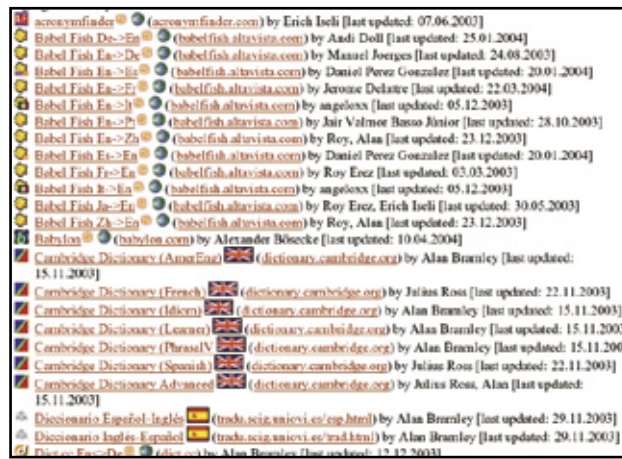 acronymfinder (acronymfinder.com) by Erich Iseli [last updated: 07.06.2003]
Babel Fish De->En (babelfish.altavista.com) by Andi Doll [last updated: 25.01.2004]
Babel Fish En->De (babelfish.altavista.com) by Manuel Joerges [last updated: 24.08.2003]
Babel Fish En->Es (babelfish.altavista.com) by Daniel Perez Gonzalez [last updated: 20.01.2004]
Babel Fish En->Fr (babelfish.altavista.com) by Jerome Delattre [last updated: 22.03.2004]
Babel Fish En->It (babelfish.altavista.com) by angeloxx [last updated: 05.12.2003]
Babel Fish En->Pt (babelfish.altavista.com) by Jair Valmor Basso Júnior [last updated: 28.10.2003]
Babel Fish En->Zh (babelfish.altavista.com) by Roy, Alan [last updated: 23.12.2003]
Babel Fish Es->En (babelfish.altavista.com) by Daniel Perez Gonzalez [last updated: 20.01.2004]
Babel Fish Fr->En (babelfish.altavista.com) by Roy Erez [last updated: 03.03.2003]
Babel Fish It->En (babelfish.altavista.com) by angeloxx [last updated: 05.12.2003]
Babel Fish Ja->En (babelfish.altavista.com) by Roy Erez, Erich Iseli [last updated: 30.05.2003]
Babel Fish Zh->En (babelfish.altavista.com) by Roy, Alan [last updated: 23.12.2003]
Babylon (babylon.com) by Alexander Bösecke [last updated: 10.04.2004]
Cambridge Dictionary (AmerEng) (dictionary.cambridge.org) by Alan Bramley [last updated:
15.11.2003]
Cambridge Dictionary (French) (dictionary.cambridge.org) by Julius Ross [last updated: 22.11.2003]
Cambridge Dictionary (Idiom) (dictionary.cambridge.org) by Alan Bramley [last updated: 15.11.2003]
Cambridge Dictionary (Learner) (dictionary.cambridge.org) by Alan Bramley [last updated: 15.11.2003
Cambridge Dictionary (PhraseIV (dictionary.cambridge.org) by Alan Bramley [last updated: 15.11.200
Cambridge Dictionary (Spanish) (dictionary.cambridge.org) by Julius Ross [last updated: 22.11.2003]
Cambridge Dictionary Advanced (dictionary.cambridge.org) by Julius Ross, Alan [last updated:
15.11.2003]
Diccionario Español-Inglés (tradu.scig.uniovi.es/esp.html) by Alan Bramley [last updated: 29.11.2003]
Diccionario Inglés-Español (tradu.scig.uniovi.es/trad.html) by Alan Bramley [last updated: 29.11.2003]
Dict.cc En->De (dict.cc) by Alan Bramley [last updated: 12.12.2003]